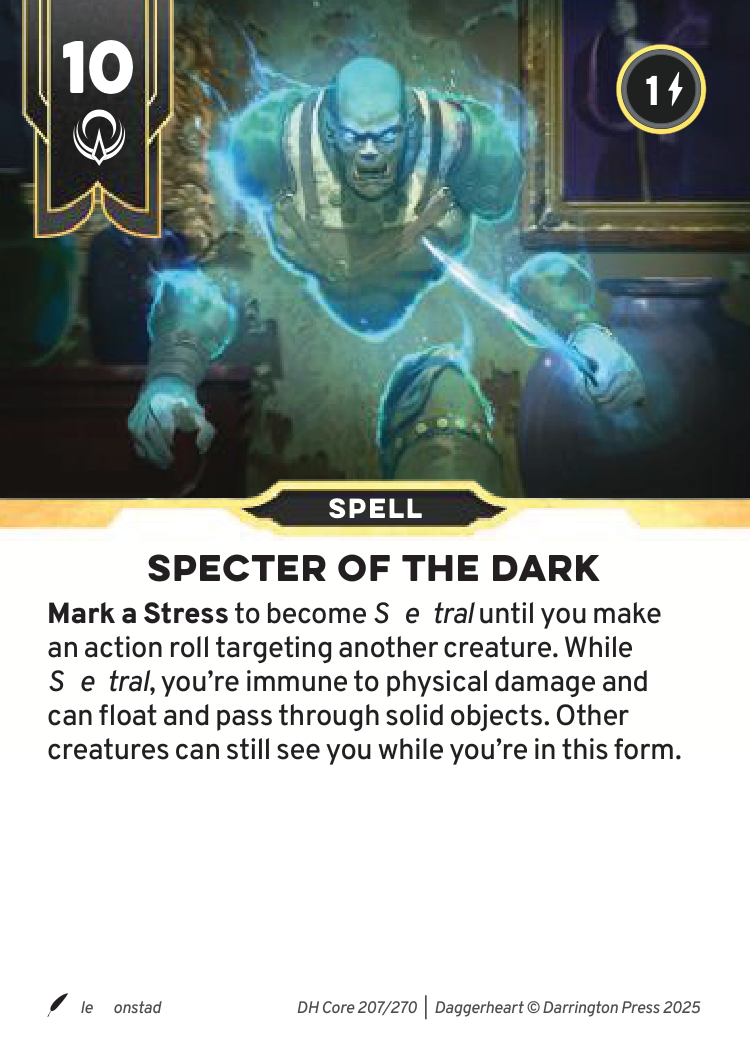 10
1
SPELL
SPECTER OF THE DARK
Mark a Stress to become S e tral until you make
an action roll targeting another creature. While
S e tral, you're immune to physical damage and
can float and pass through solid objects. Other
creatures can still see you while you're in this form.
le onstad
DH Core 207/270 | Daggerheart © Darrington Press 2025